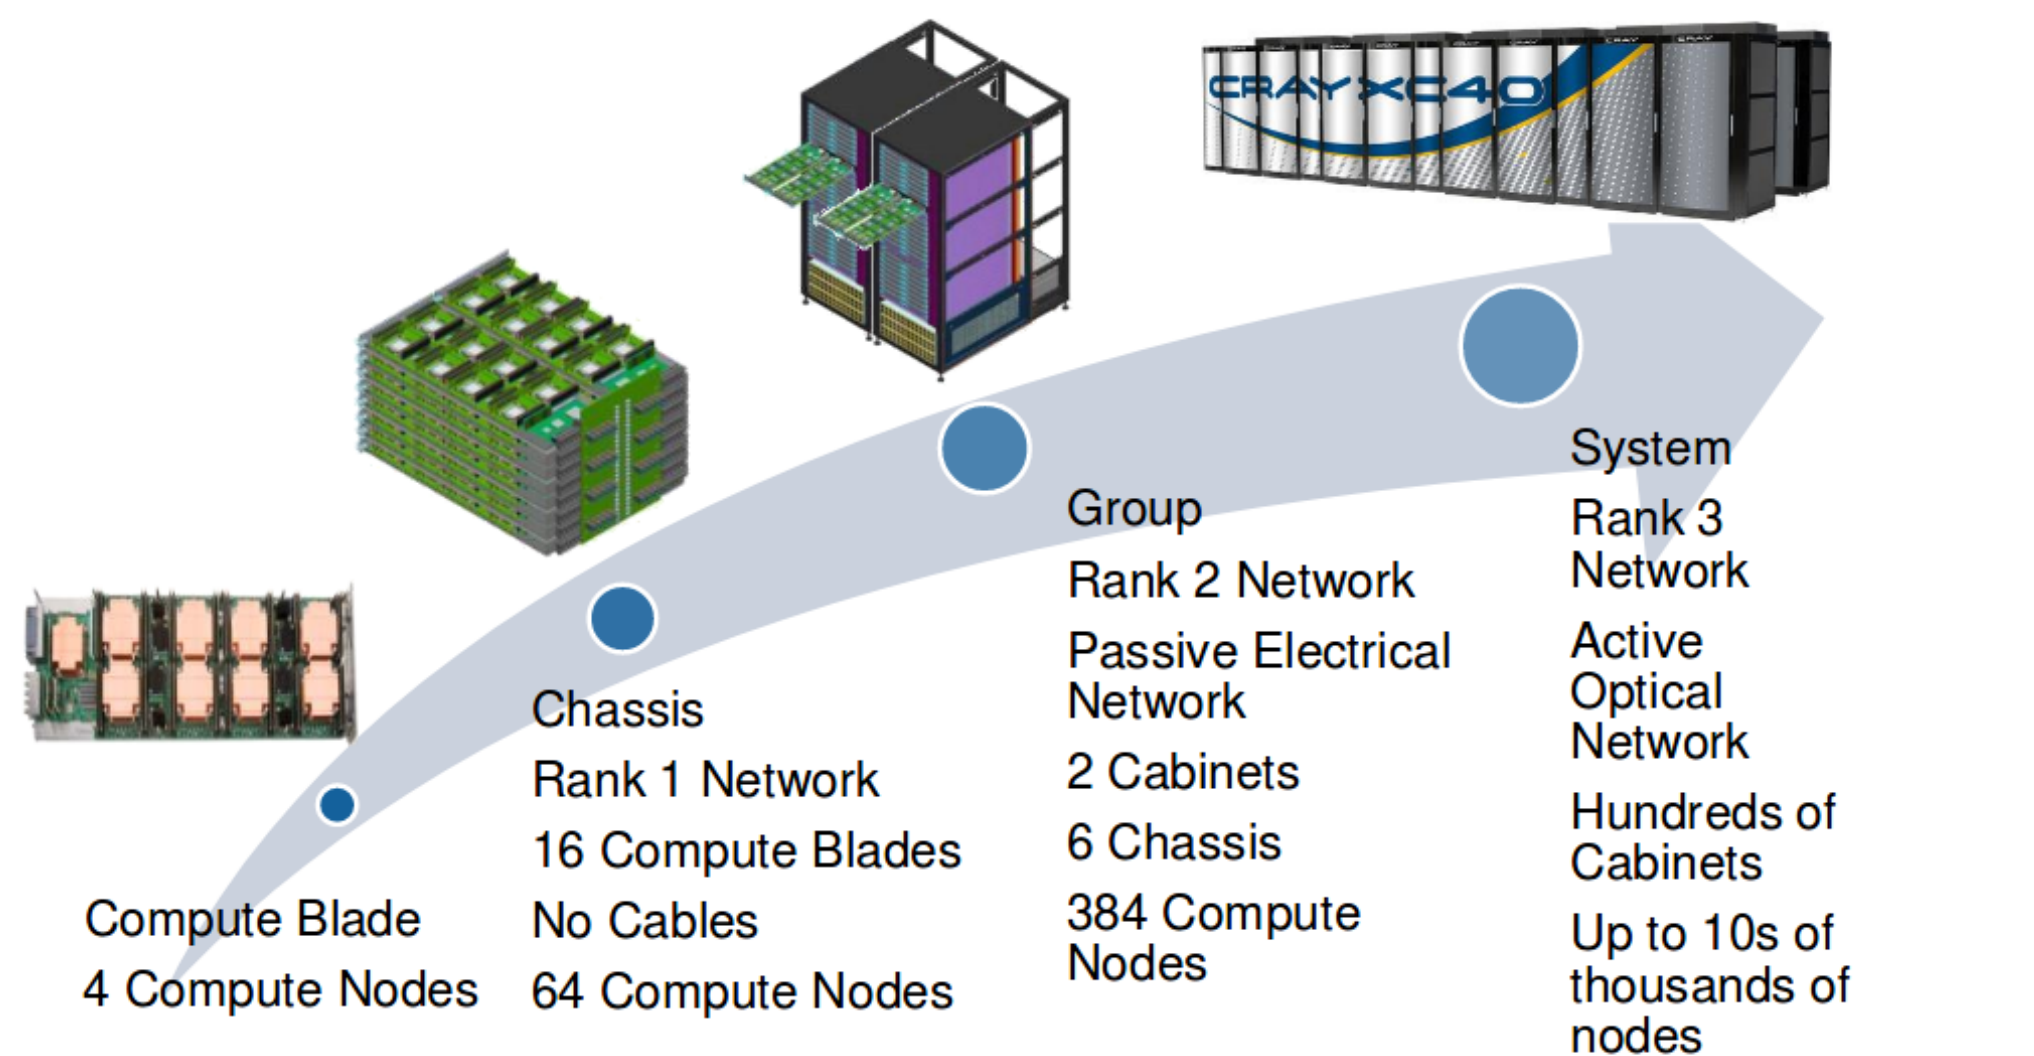 CRAY XC40
Compute Blade
4 Compute Nodes
Chassis
Rank 1 Network
16 Compute Blades
No Cables
64 Compute Nodes
Group
Rank 2 Network
Passive Electrical
Network
2 Cabinets
6 Chassis
384 Compute
Nodes
System
Rank 3
Network
Active
Optical
Network
Hundreds of
Cabinets
Up to 10s of
thousands of
nodes